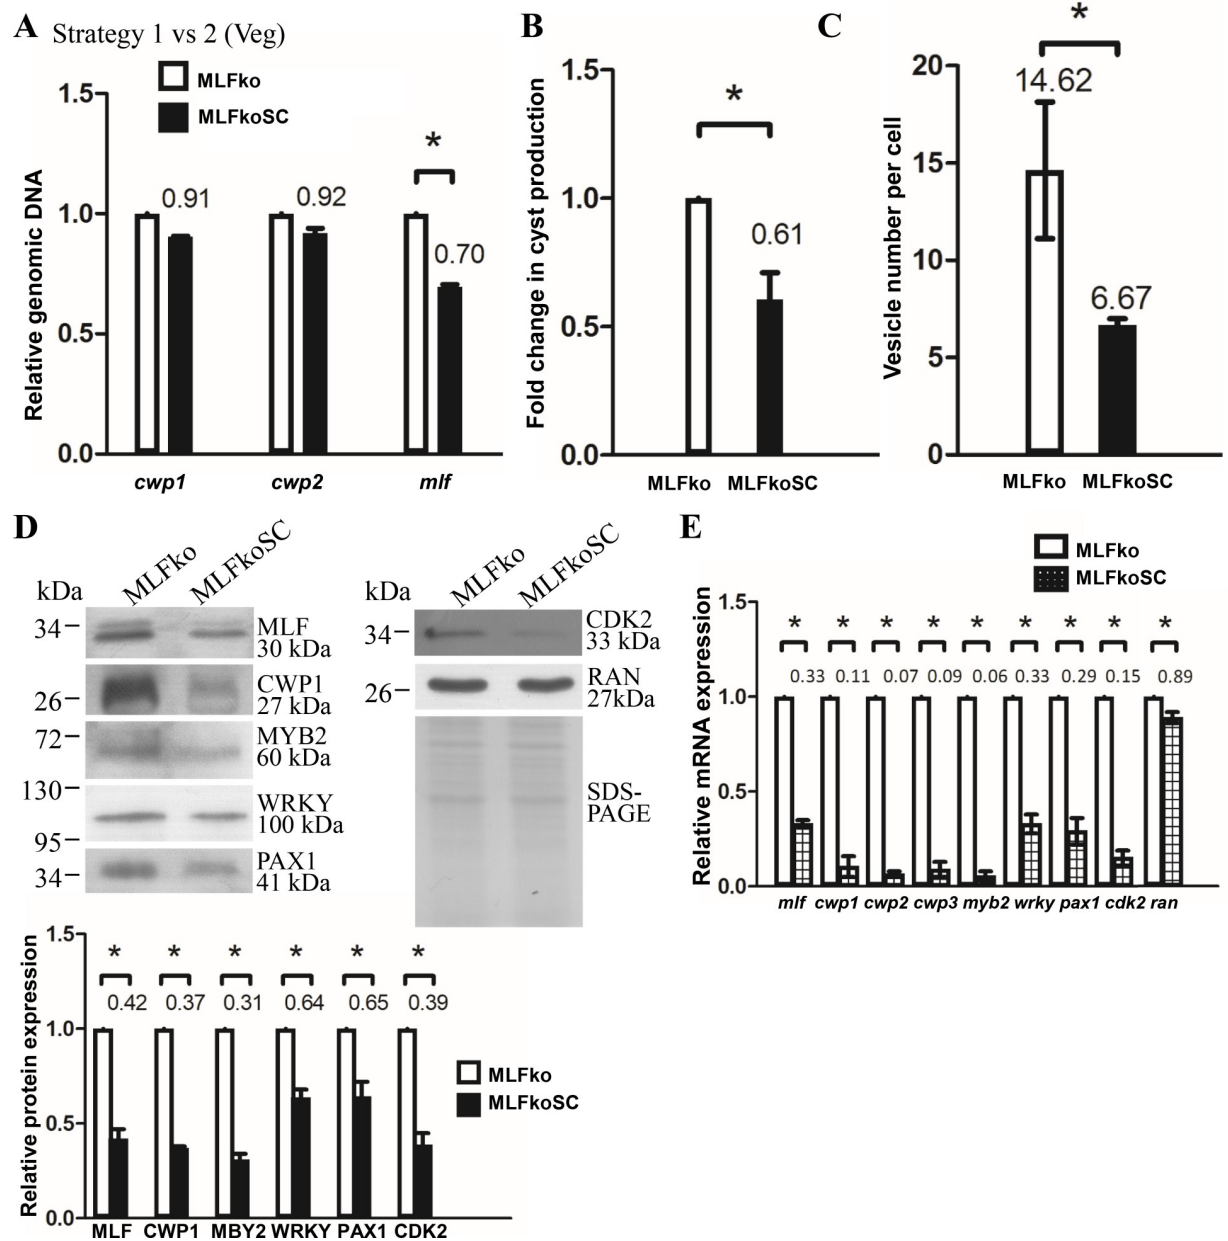 A Strategy 1 vs 2 (Veg)
MLFko
MLFkoSC
Relative genomic DNA
1.5
1.0
0.5
0.0
0.91
0.92
*
0.70
cwp1 cwp2 mlf
B
Fold change in cyst production
1.5
1.0
0.5
0.0
*
0.61
MLFko MLFkoSC
C
Vesicle number per cell
20
15
10
5
0
*
14.62
6.67
MLFko MLFkoSC
D
kDa MLFko MLFkoSC
34 MLF
30 kDa
26 CWP1
27 kDa
72 MYB2
60 kDa
130 WRKY
95 100 kDa
34 PAX1
41 kDa
kDa MLFko MLFkoSC
34 CDK2
33 kDa
26 RAN
27kDa
SDS-
PAGE
Relative protein expression
1.5
1.0
0.5
0.0
* * * * * *
0.42 0.37 0.31 0.64 0.65 0.39
MLF CWP1 MBY2 WRKY PAX1 CDK2
MLFko
MLFkoSC
E
MLFko
MLFkoSC
Relative mRNA expression
1.5
1.0
0.5
0.0
* * * * * * * * *
0.33 0.11 0.07 0.09 0.06 0.33 0.29 0.15 0.89
mlf cwp1 cwp2 cwp3 myb2 wrky pax1 cdk2 ran